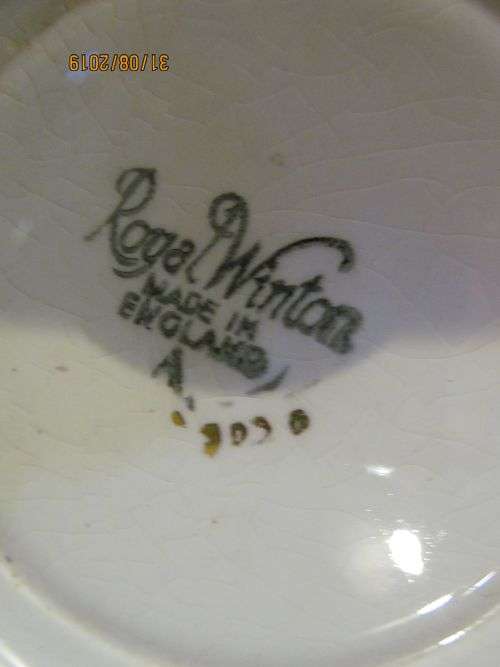 31/08/2019
Royal Winton
MADE IN
ENGLAND
A.